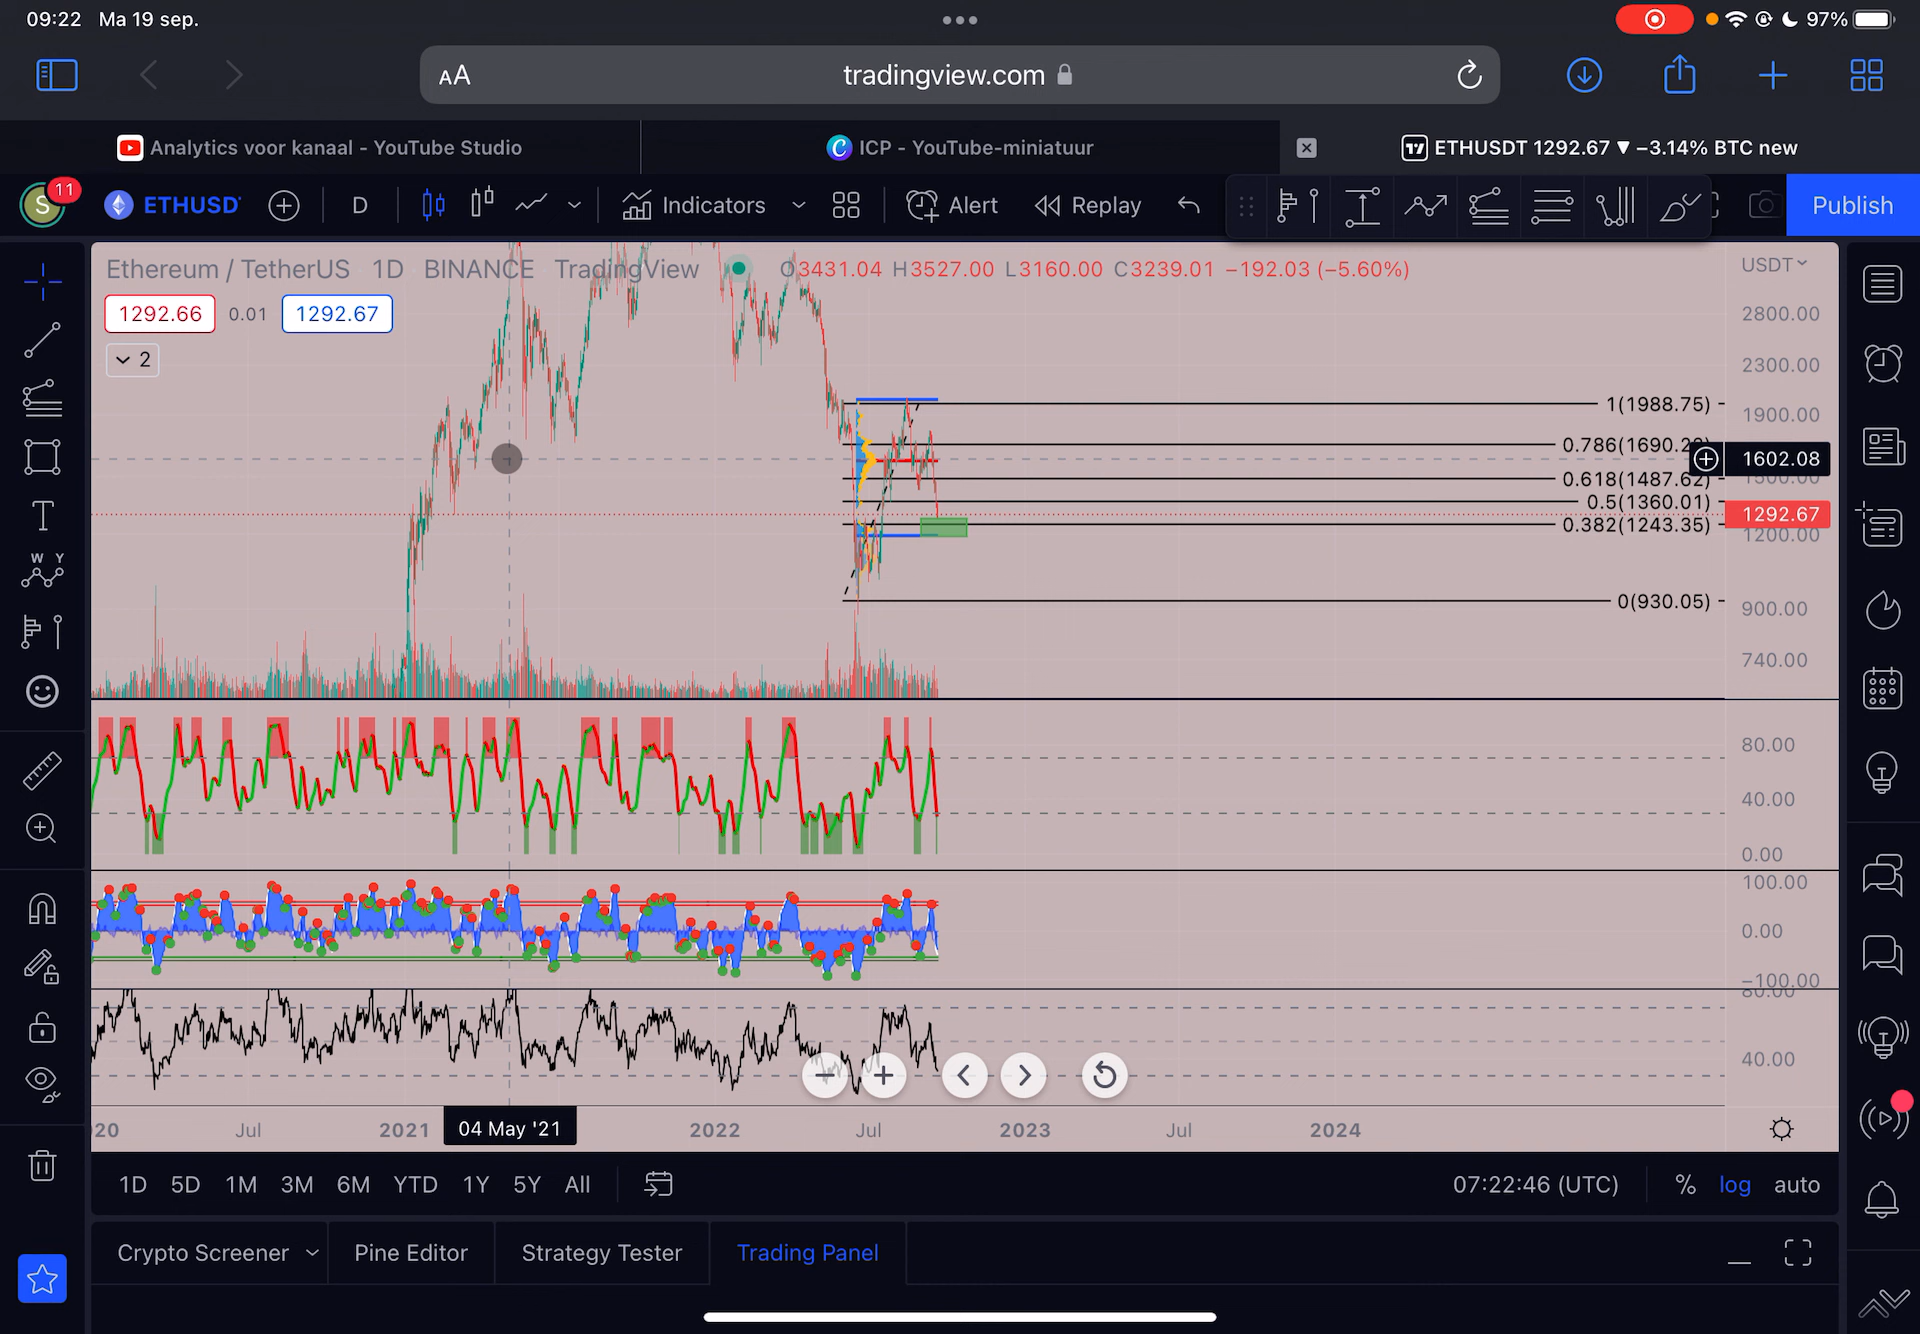 09:22 Ma 19 sep.
97%
AA
tradingview.com
Analytics voor kanaal - YouTube Studio
ICP - YouTube-miniatuur
ETHUSDT 1292.67 ▼ −3.14% BTC new
S
11
ETHUSD
D
Indicators
Alert
Replay
Publish
Ethereum / TetherUS 1D BINANCE TradingView
O3431.04 H3527.00 L3160.00 C3239.01 −192.03 (−5.60%)
USDT
1292.66
0.01
1292.67
2
2800.00
2300.00
1(1988.75)
1900.00
1602.08
0.618(1487.62)
1500.00
0.5(1360.01)
1292.67
0.382(1243.35)
1200.00
0(930.05)
900.00
740.00
80.00
40.00
0.00
100.00
0.00
−100.00
80.00
40.00
Jul
2021
04 May '21
2022
Jul
2023
Jul
2024
1D 5D 1M 3M 6M YTD 1Y 5Y All
07:22:46 (UTC)
% log auto
Crypto Screener
Pine Editor
Strategy Tester
Trading Panel